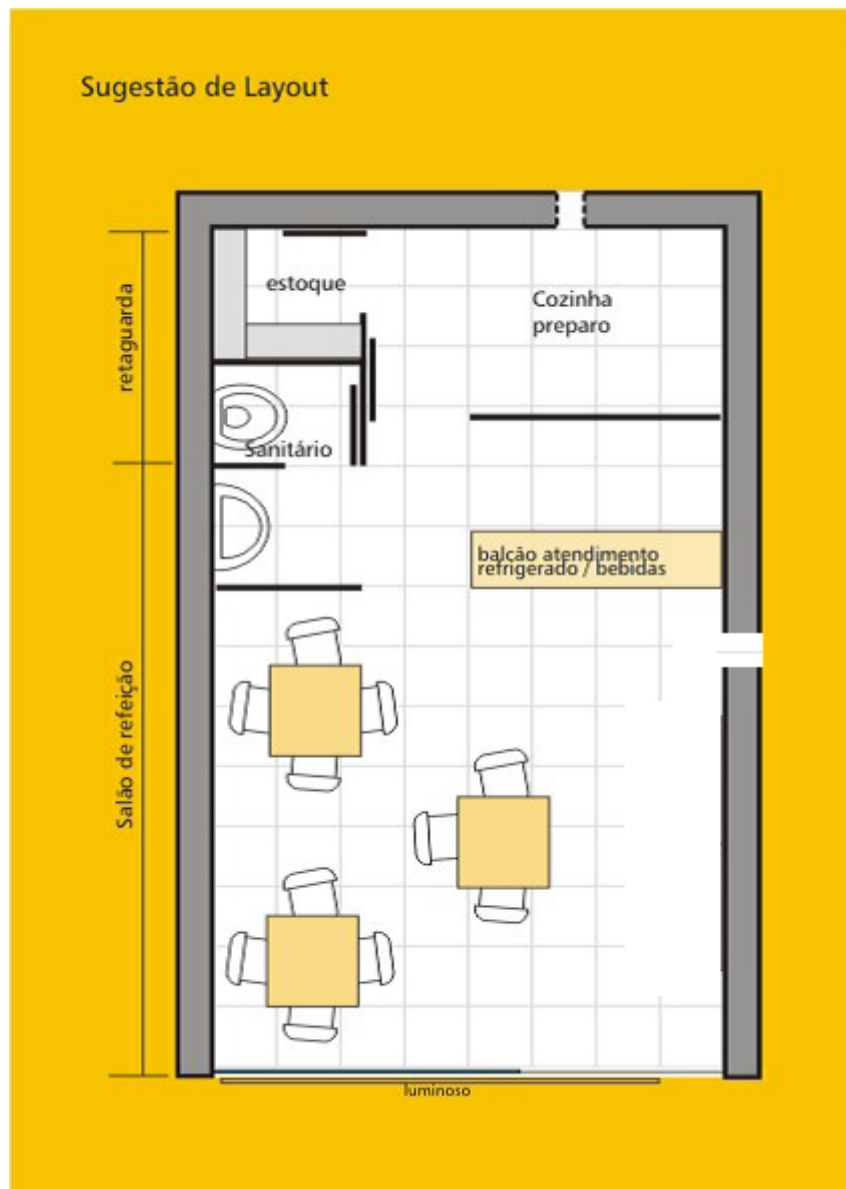 Sugestão de Layout
retaguarda
estoque
Cozinha
preparo
Sanitário
balcão atendimento
refrigerado / bebidas
Salão de refeição
luminoso